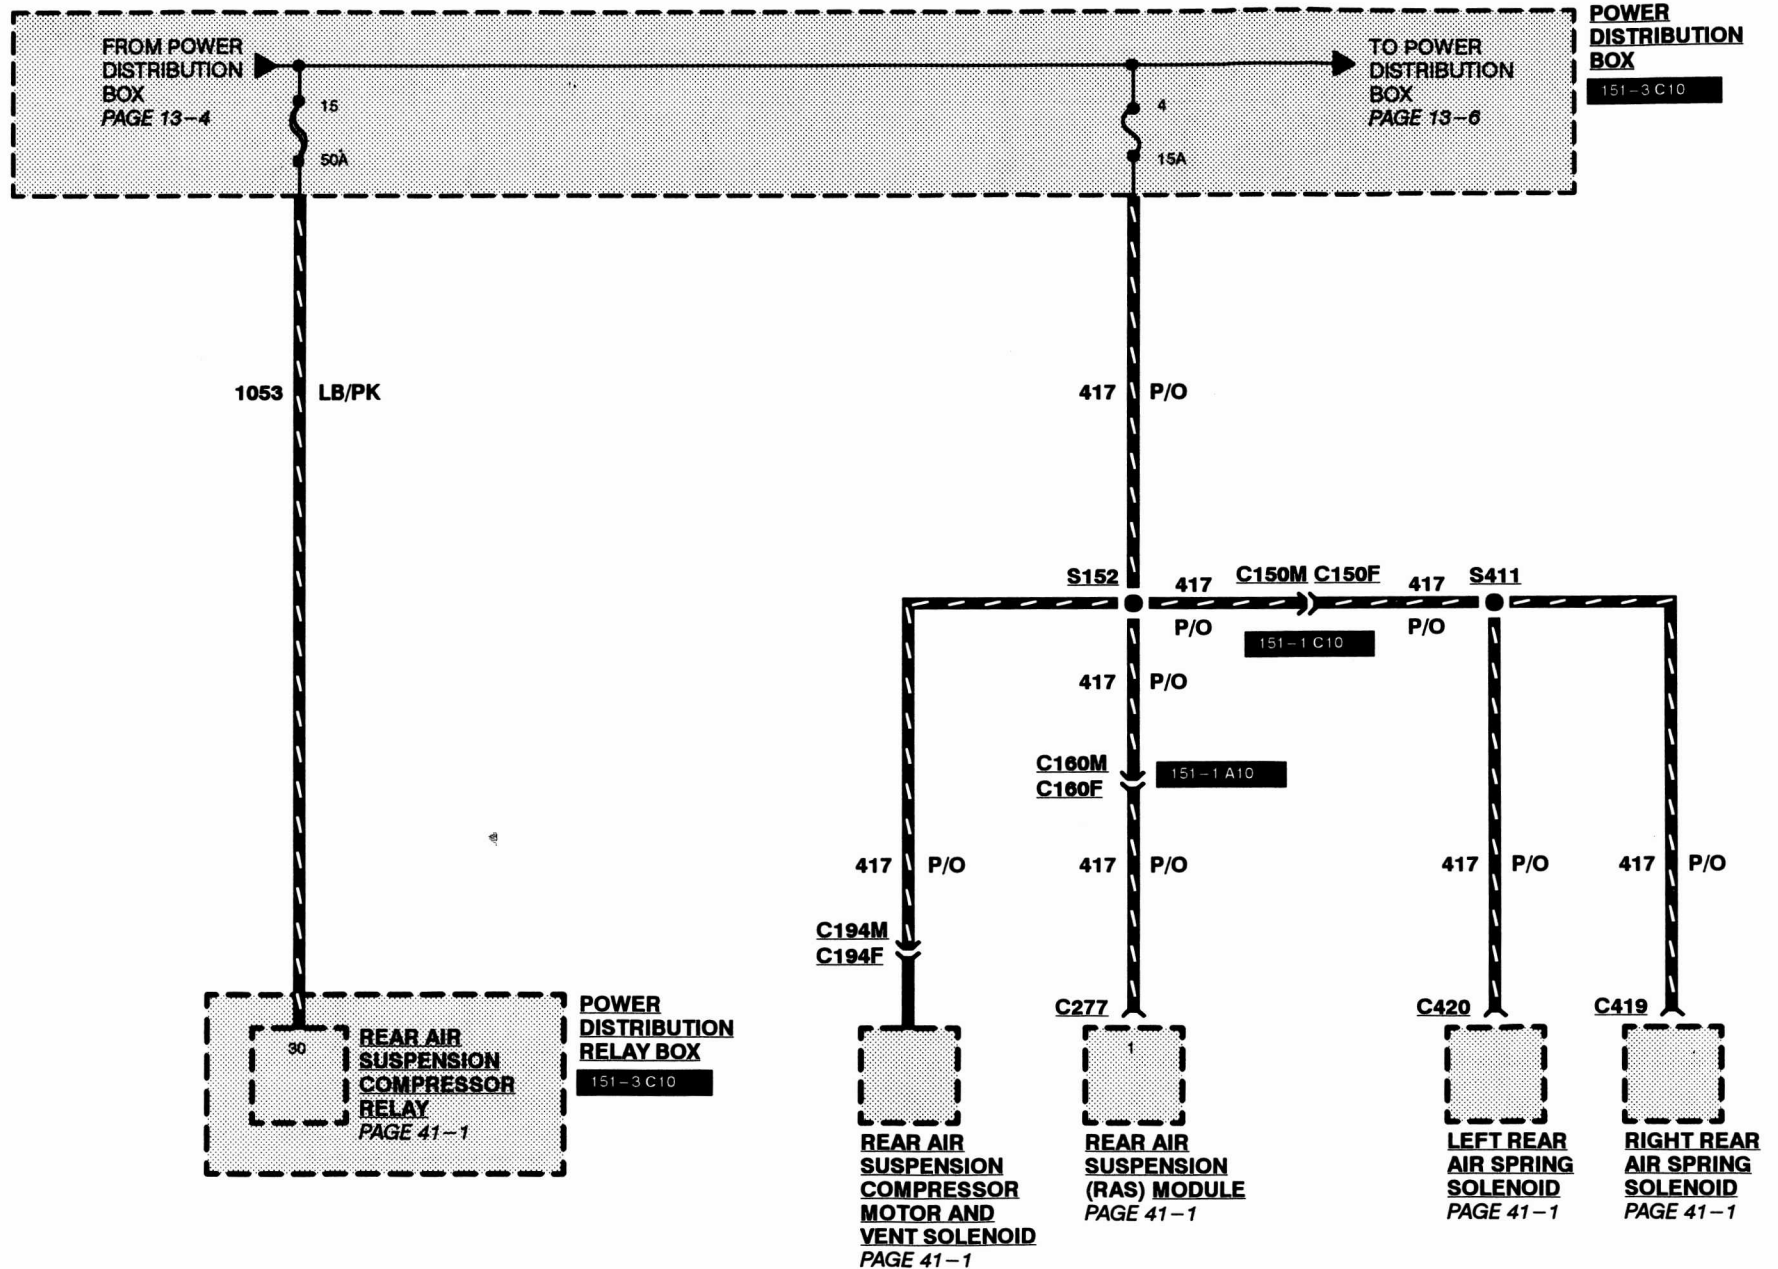 POWER
DISTRIBUTION
BOX
151-3 C10
FROM POWER
DISTRIBUTION
BOX
PAGE 13-4
TO POWER
DISTRIBUTION
BOX
PAGE 13-6
15
50A
4
15A
1053 LB/PK
417 P/O
S152
417
P/O
C150M C150F
151-1 C10
417
P/O
S411
417 P/O
C160M
C160F
151-1 A10
417 P/O
417 P/O
417 P/O
417 P/O
C194M
C194F
C277
C420
C419
30
REAR AIR
SUSPENSION
COMPRESSOR
RELAY
PAGE 41-1
POWER
DISTRIBUTION
RELAY BOX
151-3 C10
REAR AIR
SUSPENSION
COMPRESSOR
MOTOR AND
VENT SOLENOID
PAGE 41-1
1
REAR AIR
SUSPENSION
(RAS) MODULE
PAGE 41-1
LEFT REAR
AIR SPRING
SOLENOID
PAGE 41-1
RIGHT REAR
AIR SPRING
SOLENOID
PAGE 41-1